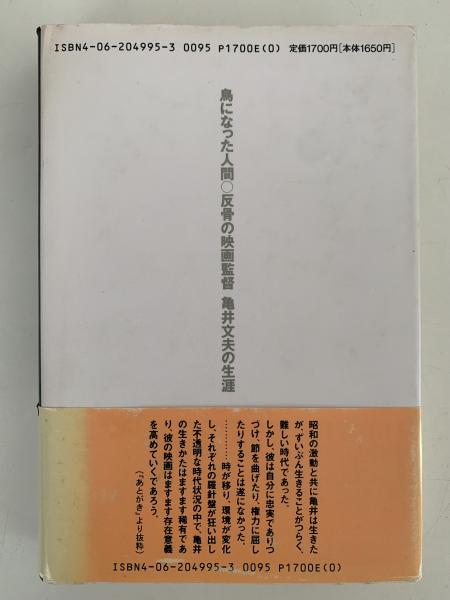 ISBN4-06-204995-3 0095 P1700E(0) 定価1700円[本体1650円]
鳥になった人間○反骨の映画監督 亀井文夫の生涯
昭和の激動と共に亀井は生きた
が、ずいぶん生きることがつらく、
難しい時代であった。
しかし、彼は自分に忠実でありつ
づけ、節を曲げたり、権力に屈し
たりすることは遂になかった。
…………時が移り、環境が変化
し、それぞれの羅針盤が狂い出し
た不透明な時代状況の中で、亀井
の生きかたはますます稀有であ
り、彼の映画はますます存在意義
を高めていくであろう。
(「あとがき」より抜粋)
ISBN4-06-204995-3 0095 P1700E(0)